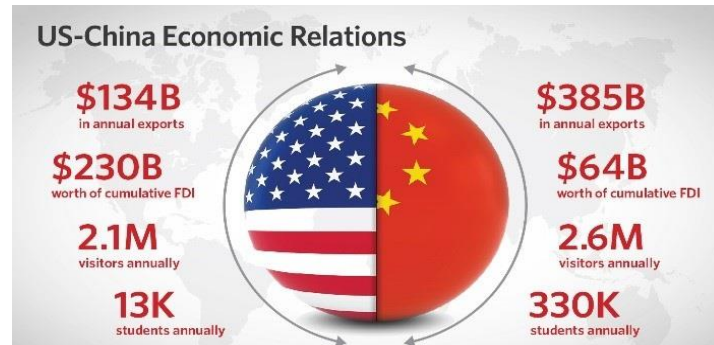 US-China Economic Relations
$134B
in annual exports
$230B
worth of cumulative FDI
2.1M
visitors annually
13K
students annually
$385B
in annual exports
$64B
worth of cumulative FDI
2.6M
visitors annually
330K
students annually